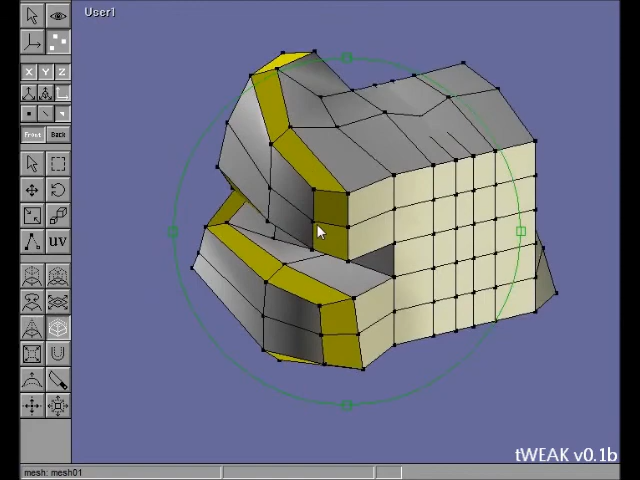 User1
X Y Z
Front Back
uv
tWEAK v0.1b
mesh: mesh01